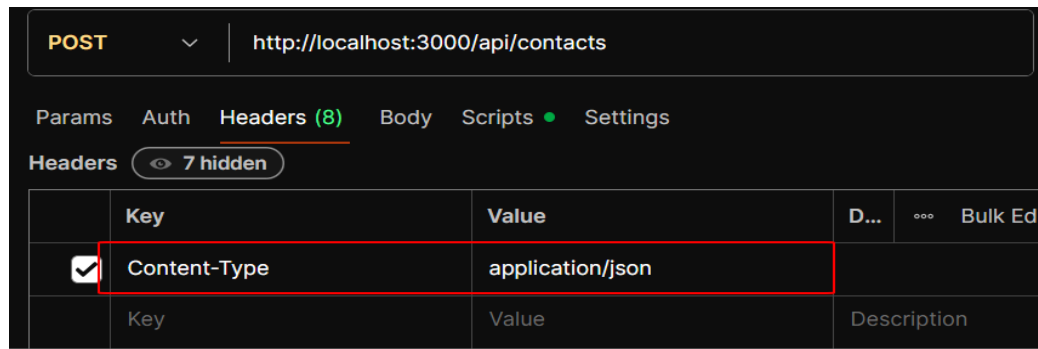 POST http://localhost:3000/api/contacts
Params Auth Headers (8) Body Scripts Settings
Headers 7 hidden
Key Value D... Bulk Ed
Content-Type application/json
Key Value Description